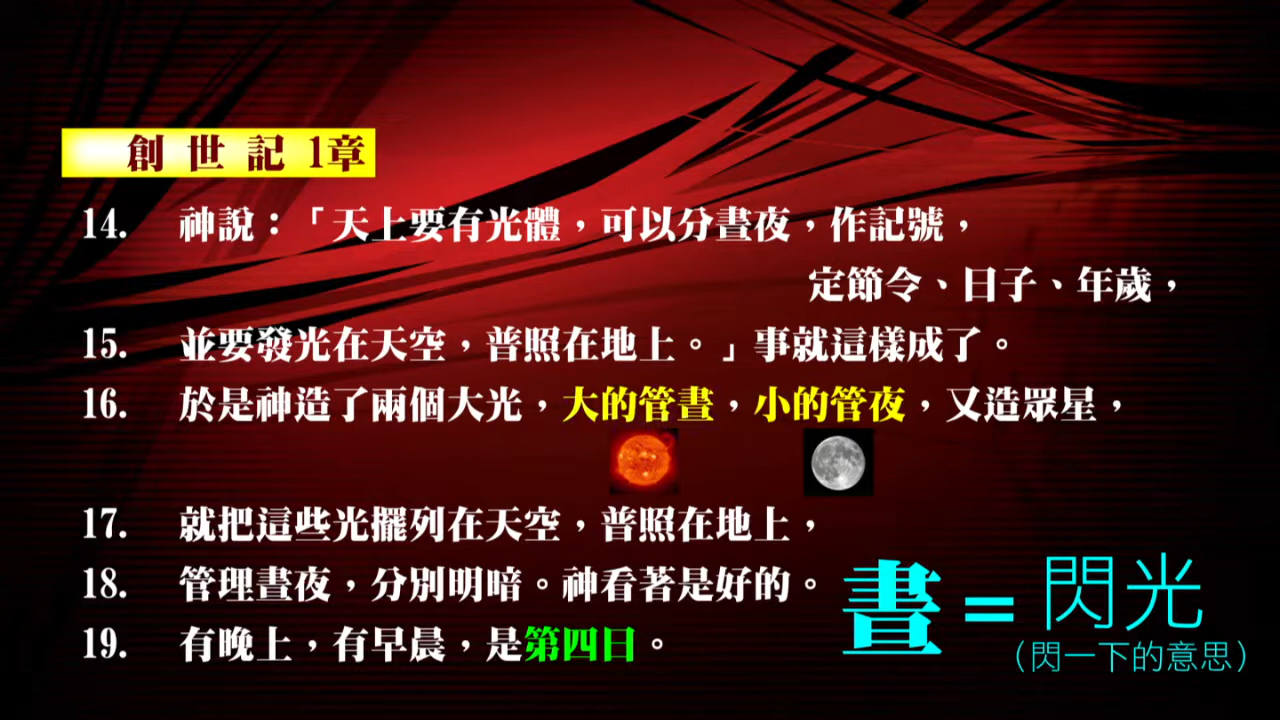 創世記 1章
14. 神說：「天上要有光體，可以分晝夜，作記號，
定節令、日子、年歲，
15. 並要發光在天空，普照在地上。」事就這樣成了。
16. 於是神造了兩個大光，大的管晝，小的管夜，又造眾星，
17. 就把這些光擺列在天空，普照在地上，
18. 管理晝夜，分別明暗。神看著是好的。
19. 有晚上，有早晨，是第四日。
晝 = 閃光
（閃一下的意思）